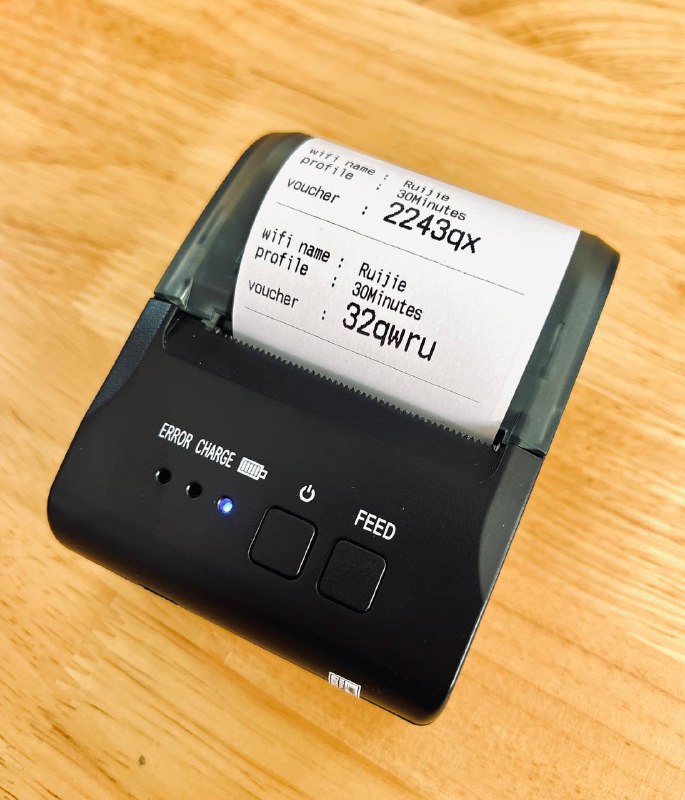 wifi name : Ruijie
profile : 30Minutes
voucher : 2243qx
wifi name : Ruijie
profile : 30Minutes
voucher : 32qwru
ERROR CHARGE
FEED